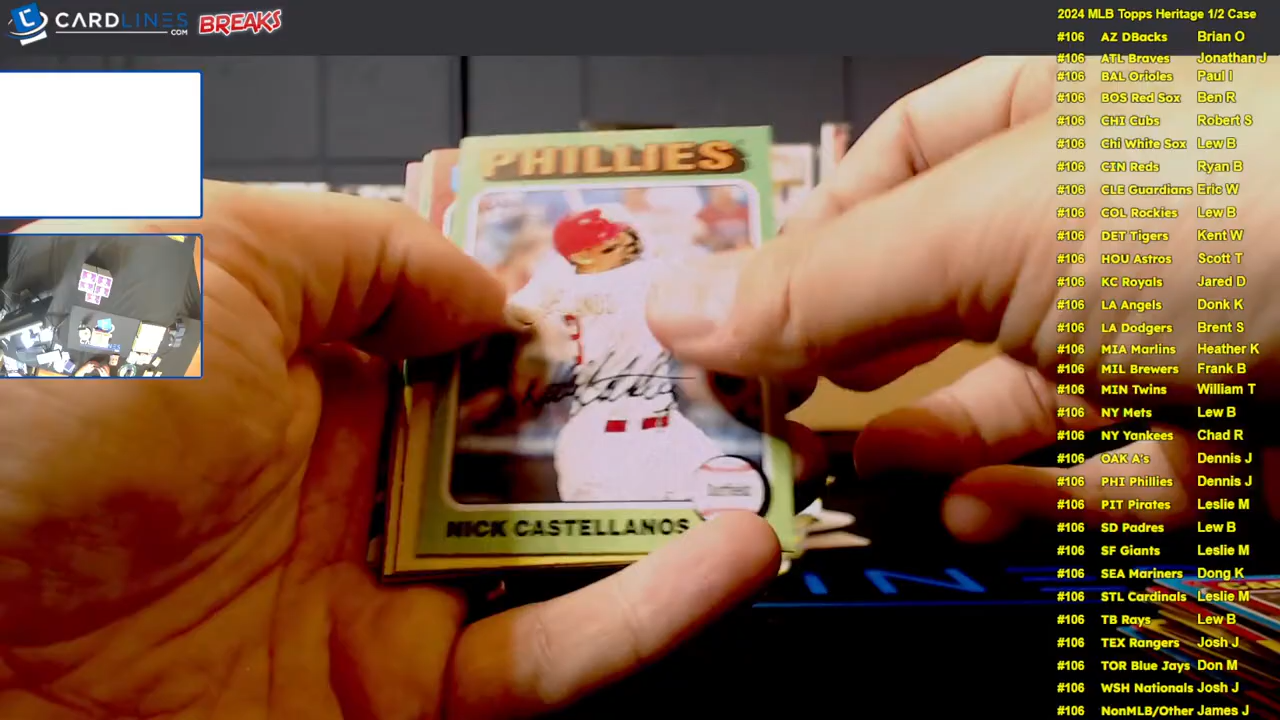 CARDLINES
.COM
BREAKS
2024 MLB Topps Heritage 1/2 Case
#106 AZ DBacks Brian O
#106 ATL Braves Jonathan J
#106 BAL Orioles Paul I
#106 BOS Red Sox Ben R
#106 CHI Cubs Robert S
#106 Chi White Sox Lew B
#106 CIN Reds Ryan B
#106 CLE Guardians Eric W
#106 COL Rockies Lew B
#106 DET Tigers Kent W
#106 HOU Astros Scott T
#106 KC Royals Jared D
#106 LA Angels Donk K
#106 LA Dodgers Brent S
#106 MIA Marlins Heather K
#106 MIL Brewers Frank B
#106 MIN Twins William T
#106 NY Mets Lew B
#106 NY Yankees Chad R
#106 OAK A's Dennis J
#106 PHI Phillies Dennis J
#106 PIT Pirates Leslie M
#106 SD Padres Lew B
#106 SF Giants Leslie M
#106 SEA Mariners Dong K
#106 STL Cardinals Leslie M
#106 TB Rays Lew B
#106 TEX Rangers Josh J
#106 TOR Blue Jays Don M
#106 WSH Nationals Josh J
#106 NonMLB/Other James J
PHILLIES
NICK CASTELLANOS